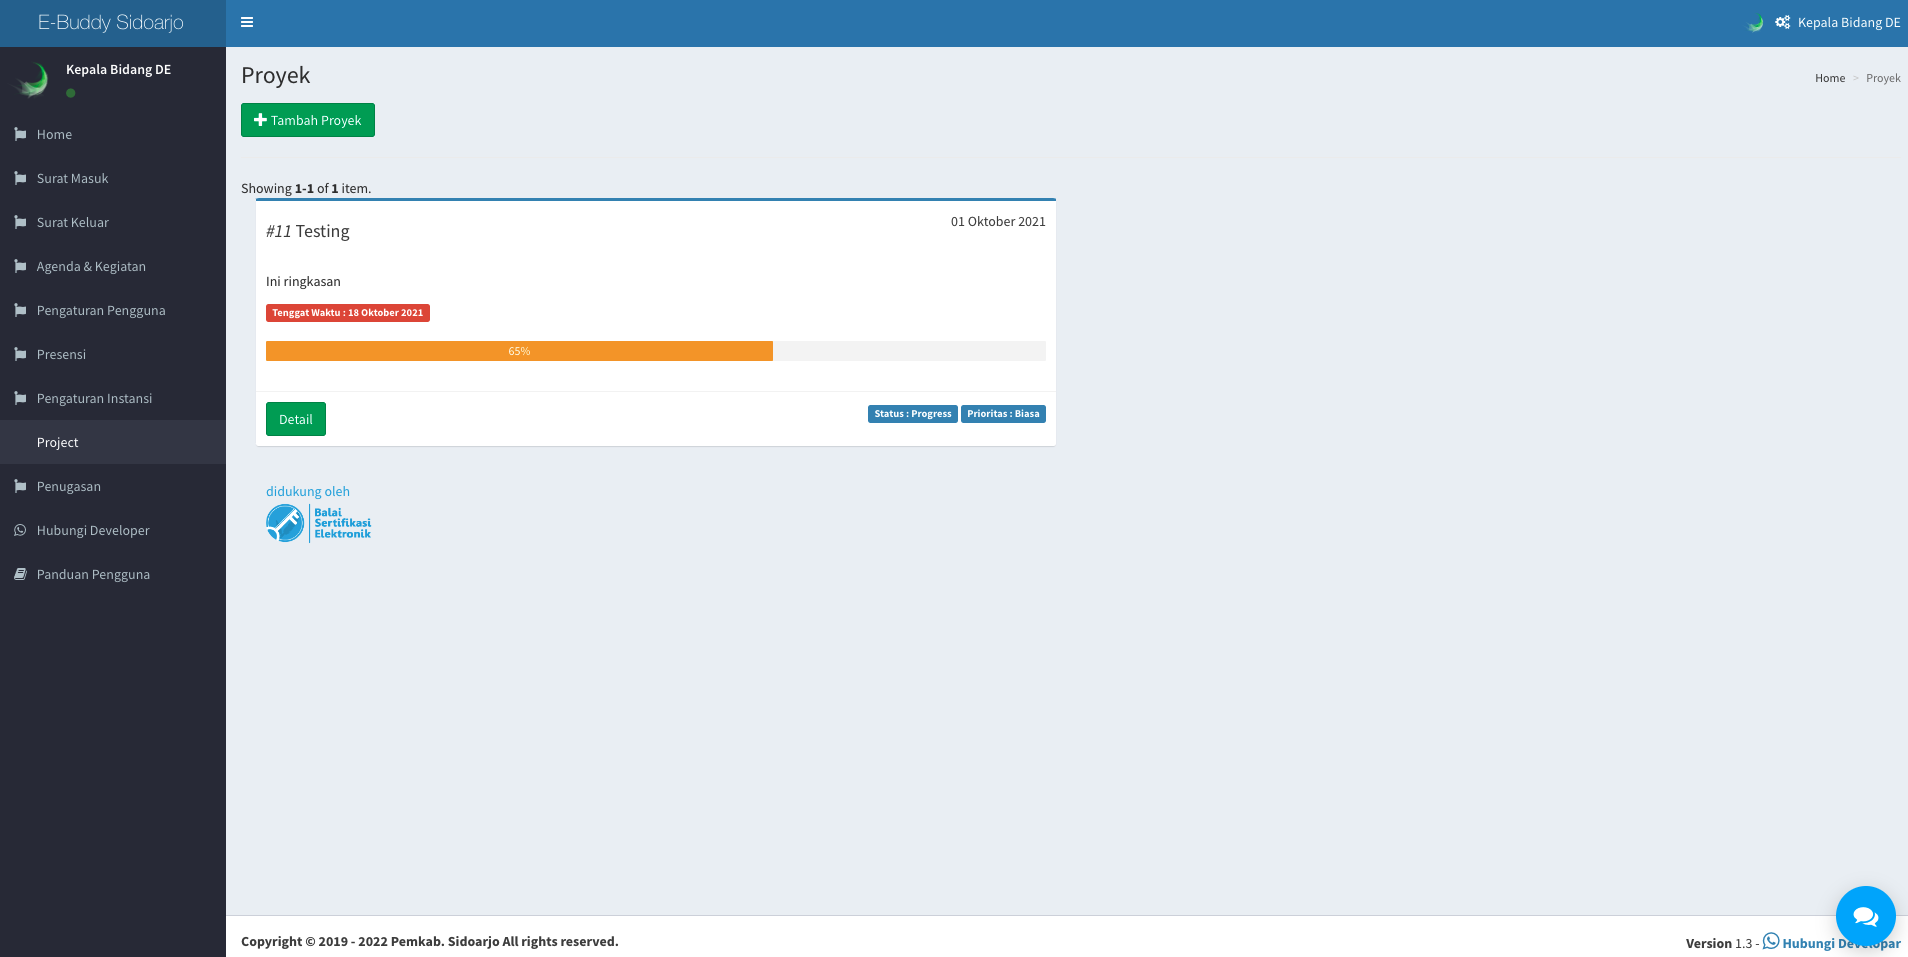 E-Buddy Sidoarjo
Kepala Bidang DE
Kepala Bidang DE
Home
Surat Masuk
Surat Keluar
Agenda & Kegiatan
Pengaturan Pengguna
Presensi
Pengaturan Instansi
Project
Penugasan
Hubungi Developer
Panduan Pengguna
Proyek
Home > Proyek
Tambah Proyek
Showing 1-1 of 1 item.
#11 Testing
01 Oktober 2021
Ini ringkasan
Tenggat Waktu : 18 Oktober 2021
65%
Detail
Status : Progress
Prioritas : Biasa
didukung oleh
Balai
Sertifikasi
Elektronik
Copyright © 2019 - 2022 Pemkab. Sidoarjo All rights reserved.
Version 1.3 - Hubungi Developar